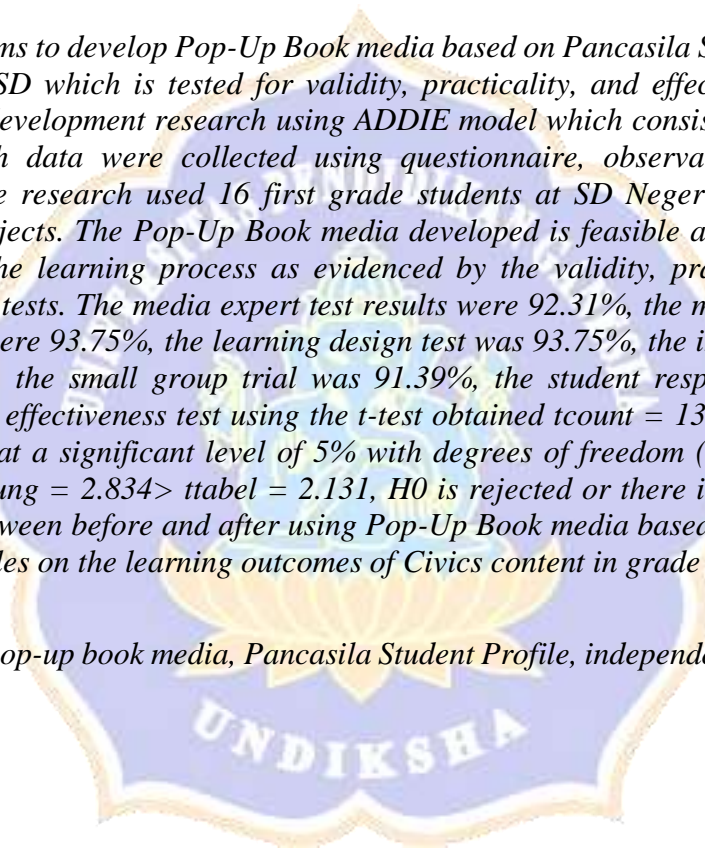 ms to develop Pop-Up Book media based on Pancasila S
SD which is tested for validity, practicality, and effec
evelopment research using ADDIE model which consis
h data were collected using questionnaire, observa
e research used 16 first grade students at SD Neger
jects. The Pop-Up Book media developed is feasible a
he learning process as evidenced by the validity, pra
tests. The media expert test results were 92.31%, the m
ere 93.75%, the learning design test was 93.75%, the i
the small group trial was 91.39%, the student resp
effectiveness test using the t-test obtained tcount = 13
at a significant level of 5% with degrees of freedom (
ung = 2.834> ttabel = 2.131, H0 is rejected or there i
ween before and after using Pop-Up Book media based
les on the learning outcomes of Civics content in grade
op-up book media, Pancasila Student Profile, independe
UNDIKSHA